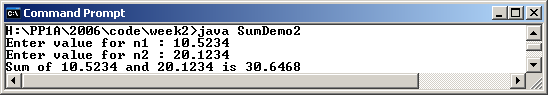 Command Prompt
H:\PP1A\2006\code\week2>java SumDemo2
Enter value for n1 : 10.5234
Enter value for n2 : 20.1234
Sum of 10.5234 and 20.1234 is 30.6468